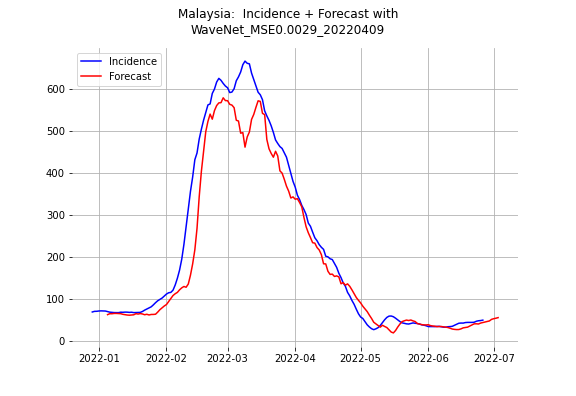 Malaysia:  Incidence + Forecast with
WaveNet_MSE0.0029_20220409
Incidence
Forecast
600
500
400
300
200
100
0
2022-01 2022-02 2022-03 2022-04 2022-05 2022-06 2022-07